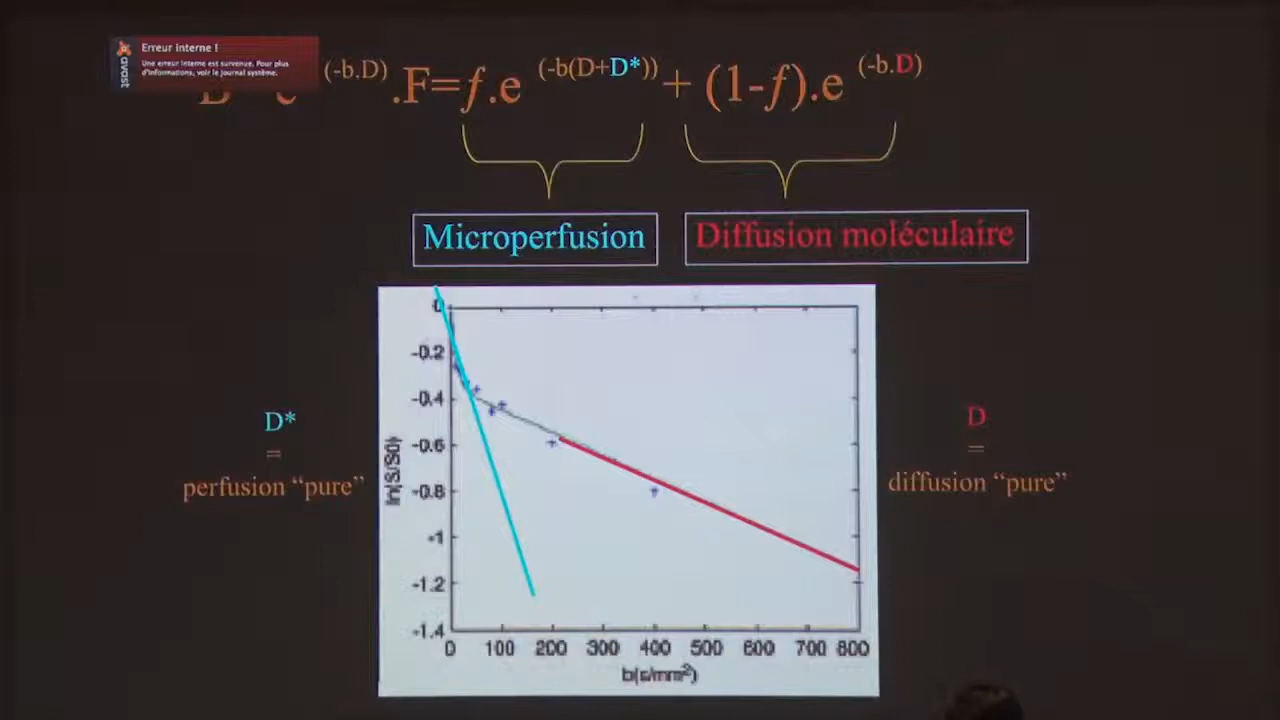 Erreur interne !
Une erreur interne est survenue. Pour plus
d'informations, voir le journal système.
avast
(-b.D) .F=f.e (-b(D+D*)) + (1-f).e (-b.D)
Microperfusion
Diffusion moléculaire
0
-0.2
-0.4
-0.6
-0.8
-1
-1.2
-1.4
ln(S/S0)
0 100 200 300 400 500 600 700 800
b(s/mm²)
D*
=
perfusion “pure”
D
=
diffusion “pure”